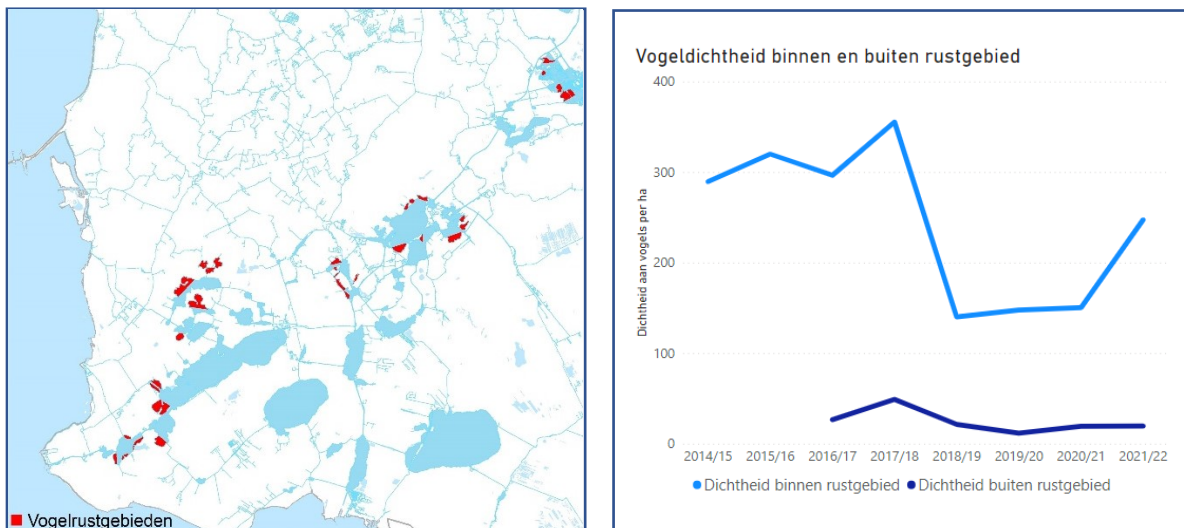 Vogelrustgebieden
Vogeldichtheid binnen en buiten rustgebied
Dichtheid aan vogels per ha
400
300
200
100
0
2014/15 2015/16 2016/17 2017/18 2018/19 2019/20 2020/21 2021/22
Dichtheid binnen rustgebied Dichtheid buiten rustgebied